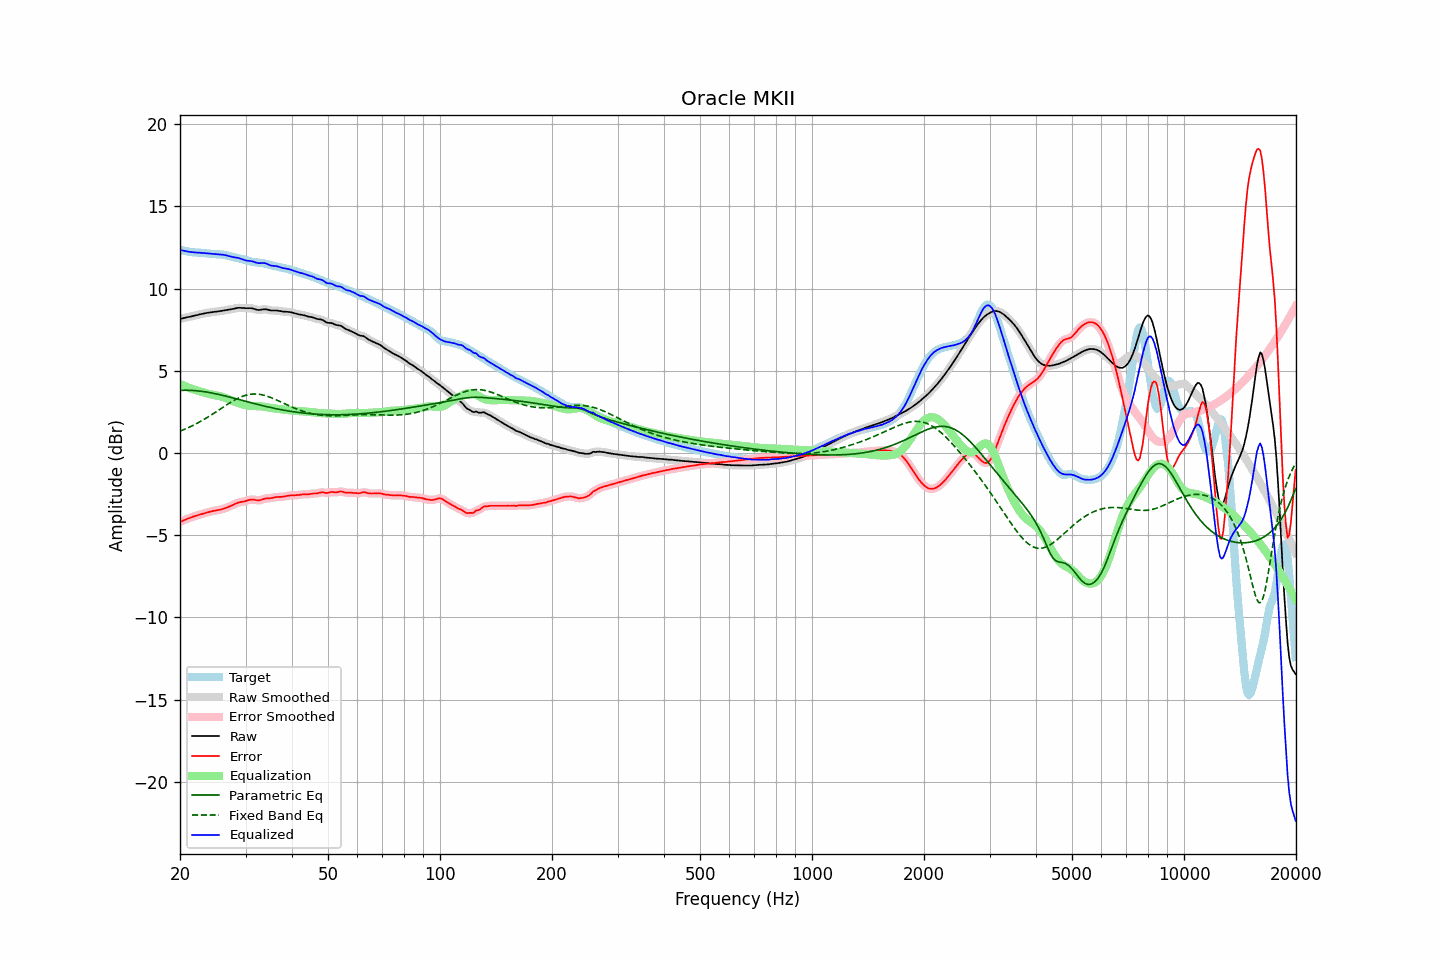 Oracle MKII
Amplitude (dBr)
20
15
10
5
0
−5
−10
−15
−20
Target
Raw Smoothed
Error Smoothed
Raw
Error
Equalization
Parametric Eq
Fixed Band Eq
Equalized
20
50
100
200
500
1000
2000
5000
10000
20000
Frequency (Hz)